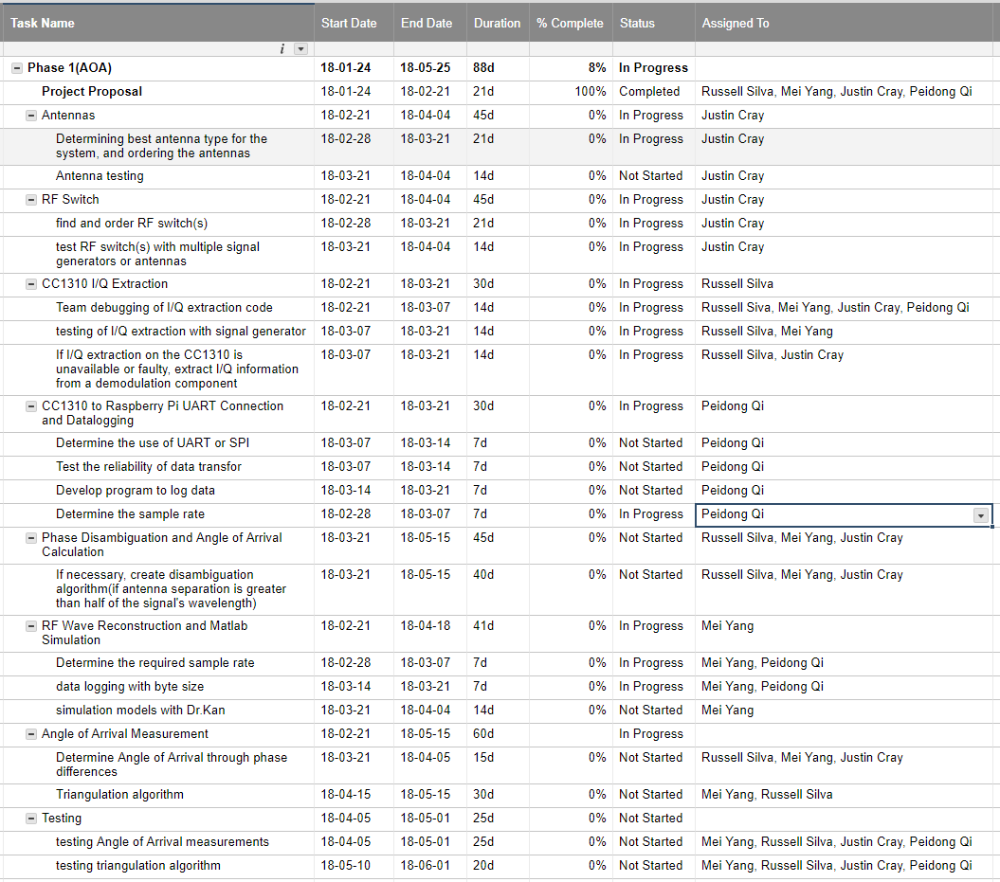 Task Name Start Date End Date Duration % Complete Status Assigned To
i
Phase 1(AOA) 18-01-24 18-05-25 88d 8% In Progress
Project Proposal 18-01-24 18-02-21 21d 100% Completed Russell Silva, Mei Yang, Justin Cray, Peidong Qi
Antennas 18-02-21 18-04-04 45d 0% In Progress Justin Cray
Determining best antenna type for the 18-02-28 18-03-21 21d 0% In Progress Justin Cray
system, and ordering the antennas
Antenna testing 18-03-21 18-04-04 14d 0% Not Started Justin Cray
RF Switch 18-02-21 18-04-04 45d 0% In Progress Justin Cray
find and order RF switch(s) 18-02-28 18-03-21 21d 0% In Progress Justin Cray
test RF switch(s) with multiple signal 18-03-21 18-04-04 14d 0% In Progress Justin Cray
generators or antennas
CC1310 I/Q Extraction 18-02-21 18-03-21 30d 0% In Progress Russell Silva
Team debugging of I/Q extraction code 18-02-21 18-03-07 14d 0% In Progress Russell Siva, Mei Yang, Justin Cray, Peidong Qi
testing of I/Q extraction with signal generator 18-03-07 18-03-21 14d 0% In Progress Russell Silva, Mei Yang
If I/Q extraction on the CC1310 is 18-03-07 18-03-21 14d 0% In Progress Russell Silva, Justin Cray
unavailable or faulty, extract I/Q information
from a demodulation component
CC1310 to Raspberry Pi UART Connection 18-02-21 18-03-21 30d 0% In Progress Peidong Qi
and Datalogging
Determine the use of UART or SPI 18-03-07 18-03-14 7d 0% Not Started Peidong Qi
Test the reliability of data transfor 18-03-07 18-03-14 7d 0% Not Started Peidong Qi
Develop program to log data 18-03-14 18-03-21 7d 0% Not Started Peidong Qi
Determine the sample rate 18-02-28 18-03-07 7d 0% In Progress Peidong Qi
Phase Disambiguation and Angle of Arrival 18-03-21 18-05-15 45d 0% Not Started Russell Silva, Mei Yang, Justin Cray
Calculation
If necessary, create disambiguation 18-03-21 18-05-15 40d 0% Not Started Russell Silva, Mei Yang, Justin Cray
algorithm(if antenna separation is greater
than half of the signal's wavelength)
RF Wave Reconstruction and Matlab 18-02-21 18-04-18 41d 0% In Progress Mei Yang
Simulation
Determine the required sample rate 18-02-28 18-03-07 7d 0% In Progress Mei Yang, Peidong Qi
data logging with byte size 18-03-14 18-03-21 7d 0% In Progress Mei Yang, Peidong Qi
simulation models with Dr.Kan 18-03-21 18-04-04 14d 0% Not Started Mei Yang
Angle of Arrival Measurement 18-02-21 18-05-15 60d In Progress
Determine Angle of Arrival through phase 18-03-21 18-04-05 15d 0% Not Started Russell Silva, Mei Yang, Justin Cray
differences
Triangulation algorithm 18-04-15 18-05-15 30d 0% Not Started Mei Yang, Russell Silva
Testing 18-04-05 18-05-01 25d 0% Not Started
testing Angle of Arrival measurements 18-04-05 18-05-01 25d 0% Not Started Mei Yang, Russell Silva, Justin Cray, Peidong Qi
testing triangulation algorithm 18-05-10 18-06-01 20d 0% Not Started Mei Yang, Russell Silva, Justin Cray, Peidong Qi